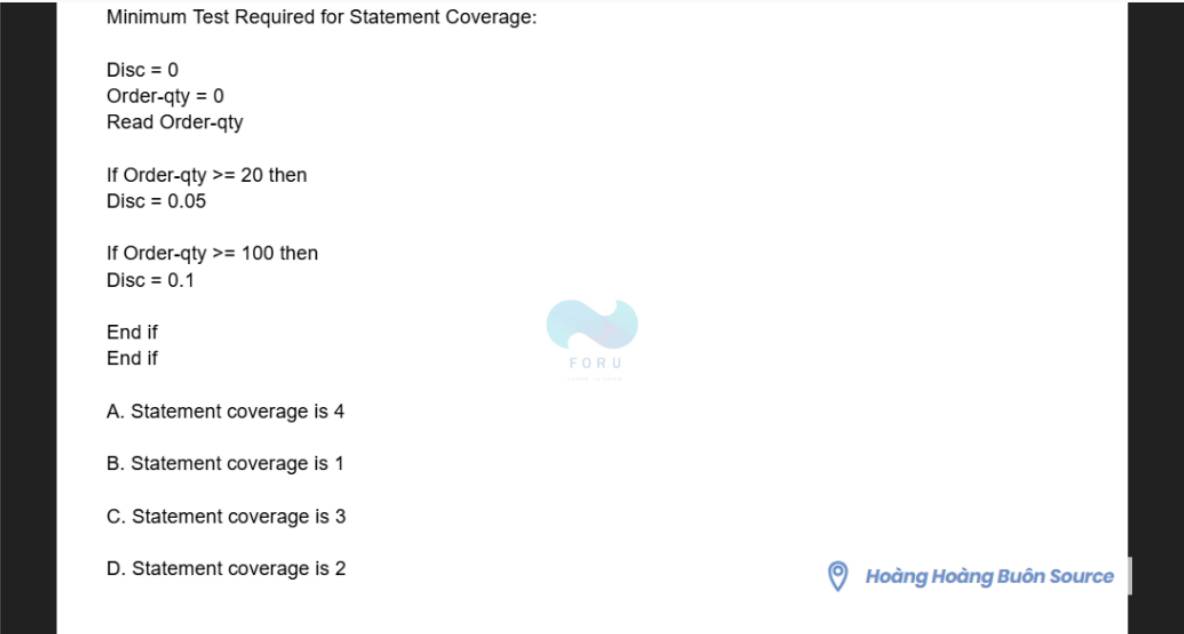 Minimum Test Required for Statement Coverage:
Disc = 0
Order-qty = 0
Read Order-qty
If Order-qty >= 20 then
Disc = 0.05
If Order-qty >= 100 then
Disc = 0.1
End if
End if
FORU
A. Statement coverage is 4
B. Statement coverage is 1
C. Statement coverage is 3
D. Statement coverage is 2
Hoàng Hoàng Buôn Source